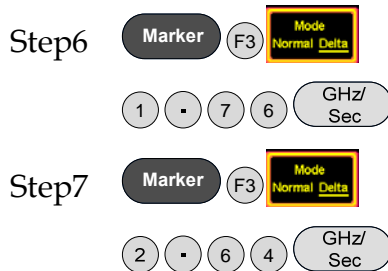 Step6 Marker F3 Mode
Normal Delta
1 . 7 6 GHz/
Sec
Step7 Marker F3 Mode
Normal Delta
2 . 6 4 GHz/
Sec